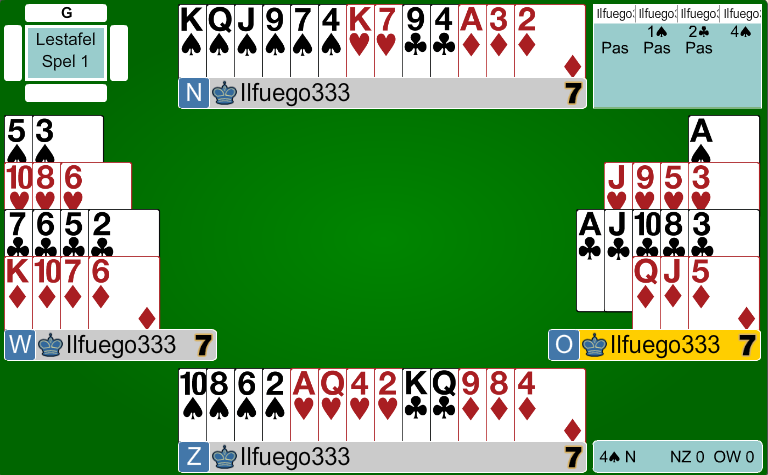 G
Lestafel
Spel 1
Ilfuego: Ilfuego: Ilfuego: Ilfuego3
1♠ 2♣ 4♠
Pas Pas Pas
K Q J 9 7 4 K 7 9 4 A 3 2
N Ilfuego333 7
5 3
10 8 6
7 6 5 2
K 10 7 6
W Ilfuego333 7
A
J 9 5 3
A J 10 8 3
Q J 5
O Ilfuego333 7
10 8 6 2 A Q 4 2 K Q 9 8 4
Z Ilfuego333 7
4♠ N NZ 0 OW 0